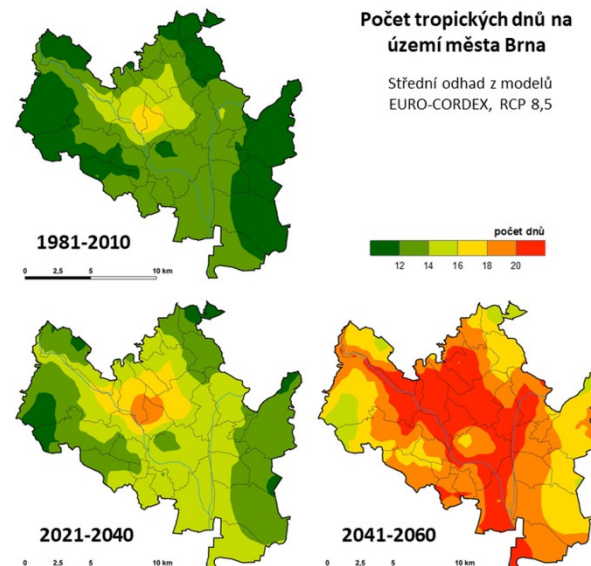 Počet tropických dnů na
území města Brna
Střední odhad z modelů
EURO-CORDEX, RCP 8,5
1981-2010
0 2,5 5 10 km
počet dnů
12 14 16 18 20
2021-2040
0 2,5 5 10 km
2041-2060
0 2,5 5 10 km